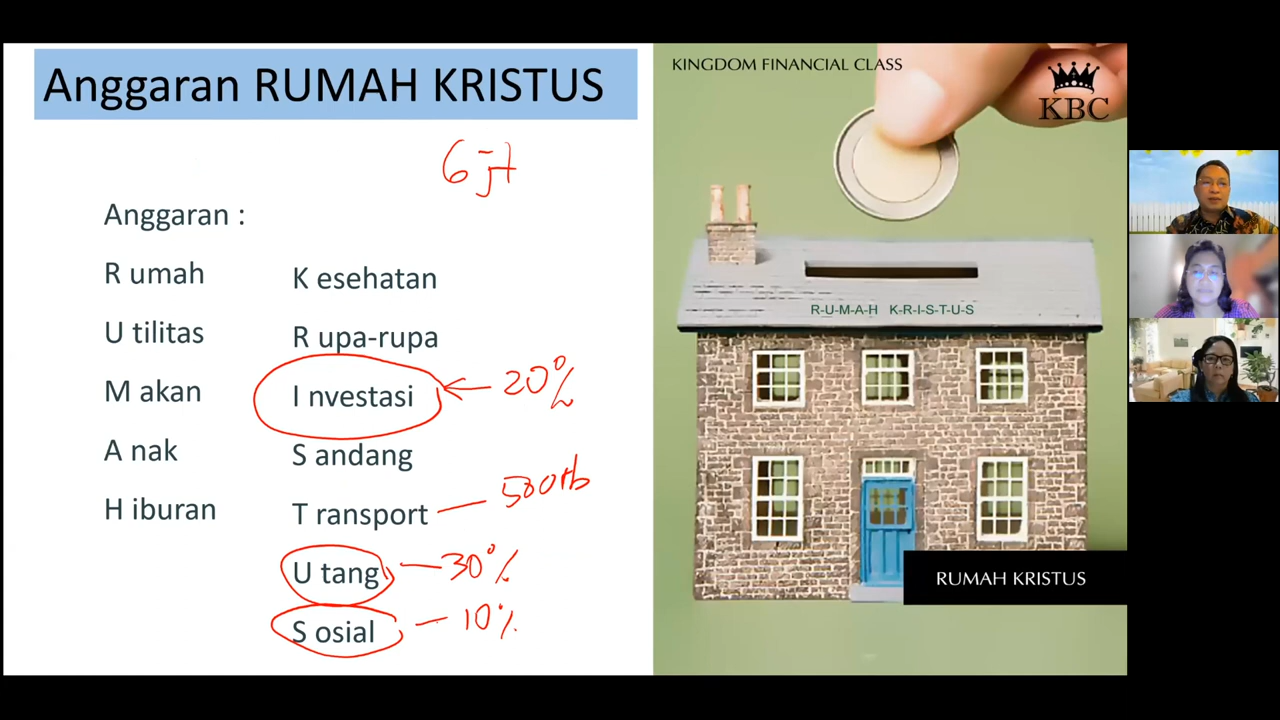 Anggaran RUMAH KRISTUS
6 jt
Anggaran :
R umah
U tilitas
M akan
A nak
H iburan
K esehatan
R upa-rupa
I nvestasi
20%
S andang
T ransport
500rb
U tang
30%
S osial
10%
KINGDOM FINANCIAL CLASS
KBC
R-U-M-A-H K-R-I-S-T-U-S
RUMAH KRISTUS